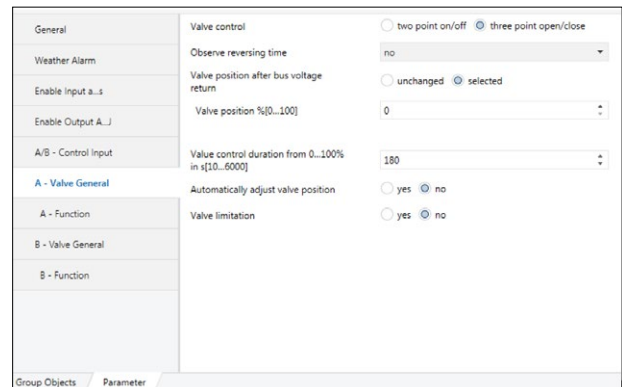 General
Weather Alarm
Enable Input a...s
Enable Output A...J
A/B - Control Input
A - Valve General
A - Function
B - Valve General
B - Function
Valve control
two point on/off three point open/close
Observe reversing time
no
Valve position after bus voltage
return
unchanged selected
Valve position %[0...100]
0
Value control duration from 0...100%
in s[10...6000]
180
Automatically adjust valve position
yes no
Valve limitation
yes no
Group Objects Parameter